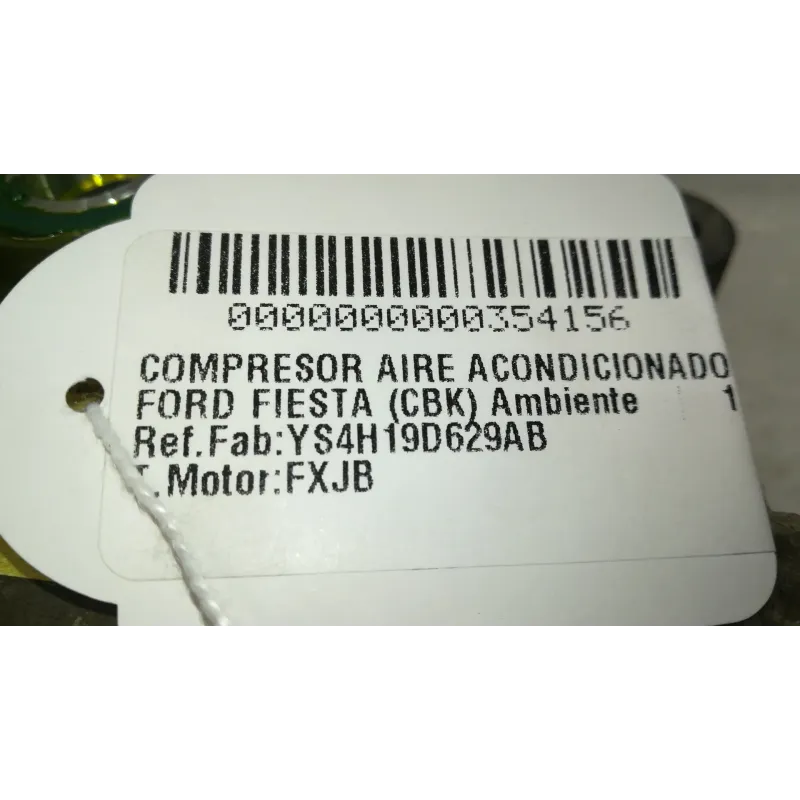 0000000000354156
COMPRESOR AIRE ACONDICIONADO
FORD FIESTA (CBK) Ambiente 1
Ref.Fab:YS4H19D629AB
T.Motor:FXJB